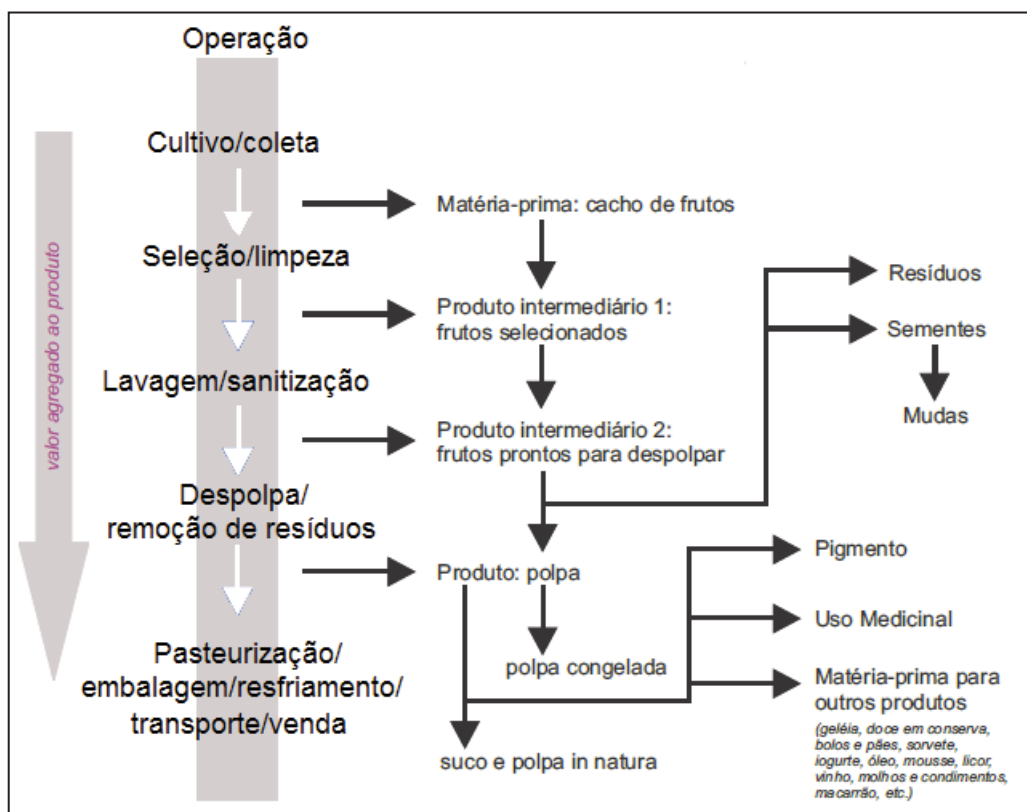 Operação
Cultivo/coleta
Seleção/limpeza
Lavagem/sanitização
Despolpa/
remoção de resíduos
Pasteurização/
embalagem/resfriamento/
transporte/venda
valor agregado ao produto
Matéria-prima: cacho de frutos
Produto intermediário 1:
frutos selecionados
Produto intermediário 2:
frutos prontos para despolpar
Produto: polpa
polpa congelada
suco e polpa in natura
Resíduos
Sementes
Mudas
Pigmento
Uso Medicinal
Matéria-prima para
outros produtos
(geléia, doce em conserva,
bolos e pães, sorvete,
iogurte, óleo, mousse, licor,
vinho, molhos e condimentos,
macarrão, etc.)